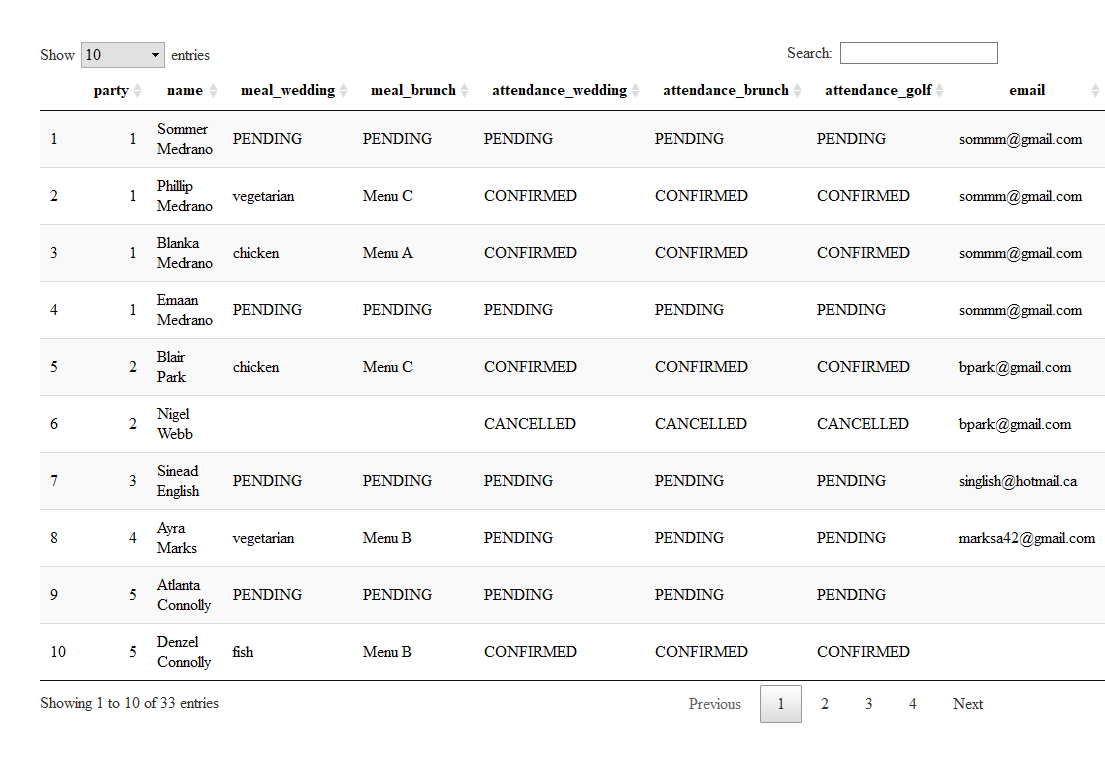 Show 10 entries Search:
party name meal_wedding meal_brunch attendance_wedding attendance_brunch attendance_golf email
1 1 Sommer Medrano PENDING PENDING PENDING PENDING PENDING sommm@gmail.com
2 1 Phillip Medrano vegetarian Menu C CONFIRMED CONFIRMED CONFIRMED sommm@gmail.com
3 1 Blanka Medrano chicken Menu A CONFIRMED CONFIRMED CONFIRMED sommm@gmail.com
4 1 Emaan Medrano PENDING PENDING PENDING PENDING PENDING sommm@gmail.com
5 2 Blair Park chicken Menu C CONFIRMED CONFIRMED CONFIRMED bpark@gmail.com
6 2 Nigel Webb CANCELLED CANCELLED CANCELLED bpark@gmail.com
7 3 Sinead English PENDING PENDING PENDING PENDING PENDING singlish@hotmail.ca
8 4 Ayra Marks vegetarian Menu B PENDING PENDING PENDING marksa42@gmail.com
9 5 Atlanta Connolly PENDING PENDING PENDING PENDING PENDING
10 5 Denzel Connolly fish Menu B CONFIRMED CONFIRMED CONFIRMED
Showing 1 to 10 of 33 entries Previous 1 2 3 4 Next